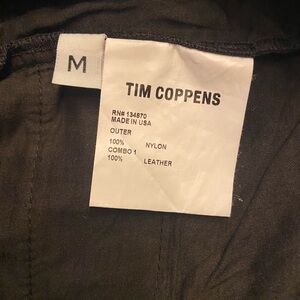 M
TIM COPPENS
RN# 134870
MADE IN USA
OUTER
100% NYLON
COMBO 1
100% LEATHER